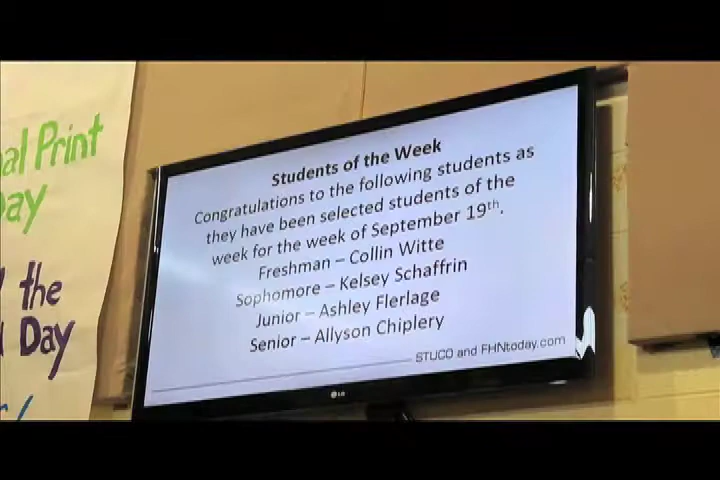 al Print
ay
the
Day
Students of the Week
Congratulations to the following students as
they have been selected students of the
week for the week of September 19th.
Freshman – Collin Witte
Sophomore – Kelsey Schaffrin
Junior – Ashley Flerlage
Senior – Allyson Chiplery
STUCO and FHNtoday.com
LG